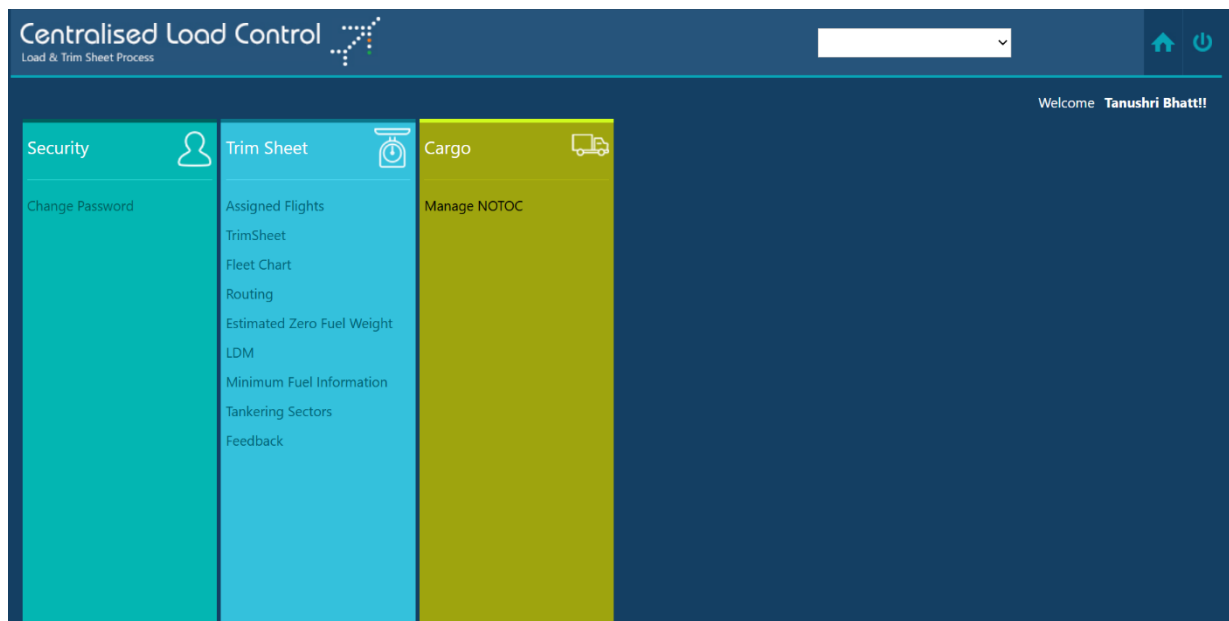 Centralised Load Control
Load & Trim Sheet Process
Welcome Tanushri Bhatt!!
Security
Change Password
Trim Sheet
Assigned Flights
TrimSheet
Fleet Chart
Routing
Estimated Zero Fuel Weight
LDM
Minimum Fuel Information
Tankering Sectors
Feedback
Cargo
Manage NOTOC